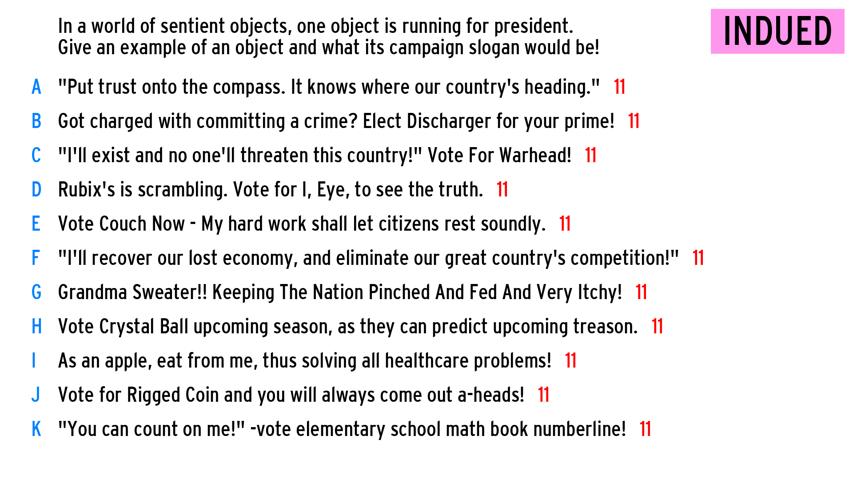 In a world of sentient objects, one object is running for president.
Give an example of an object and what its campaign slogan would be!
INDUED
A "Put trust onto the compass. It knows where our country's heading." 11
B Got charged with committing a crime? Elect Discharger for your prime! 11
C "I'll exist and no one'll threaten this country!" Vote For Warhead! 11
D Rubix's is scrambling. Vote for I, Eye, to see the truth. 11
E Vote Couch Now - My hard work shall let citizens rest soundly. 11
F "I'll recover our lost economy, and eliminate our great country's competition!" 11
G Grandma Sweater!! Keeping The Nation Pinched And Fed And Very Itchy! 11
H Vote Crystal Ball upcoming season, as they can predict upcoming treason. 11
I As an apple, eat from me, thus solving all healthcare problems! 11
J Vote for Rigged Coin and you will always come out a-heads! 11
K "You can count on me!" -vote elementary school math book numberline! 11